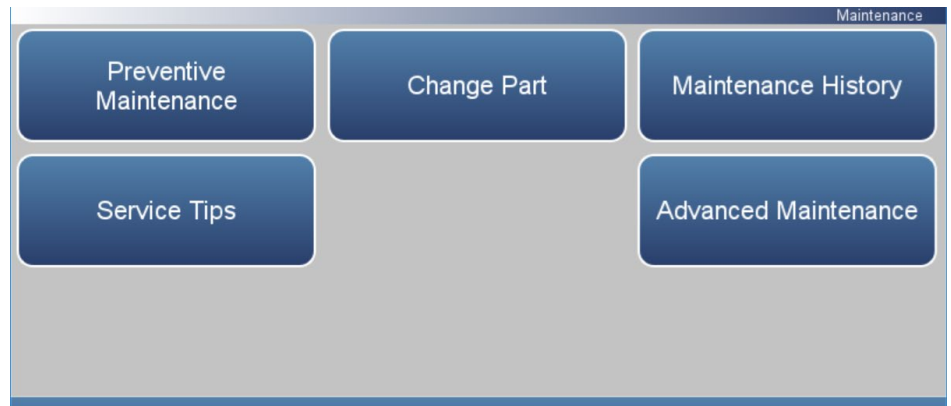 Maintenance
Preventive
Maintenance
Change Part
Maintenance History
Service Tips
Advanced Maintenance